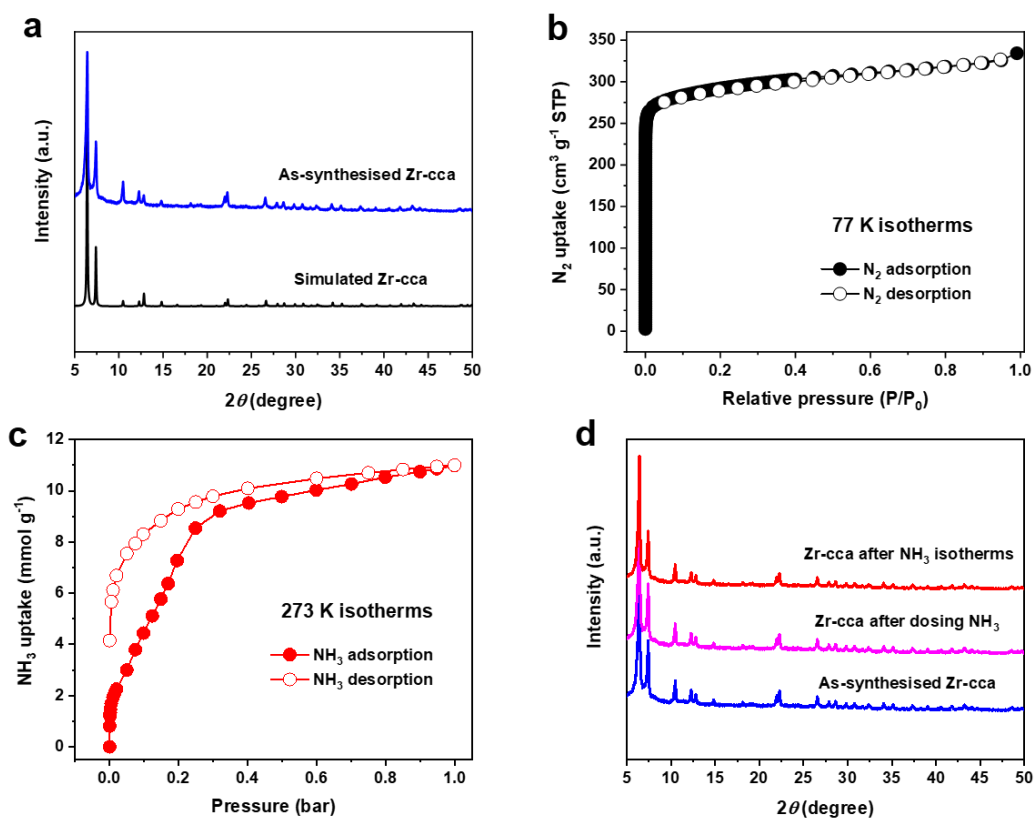 a
Intensity (a.u.)
As-synthesised Zr-cca
Simulated Zr-cca
5 10 15 20 25 30 35 40 45 50
2θ (degree)
b
N₂ uptake (cm³ g⁻¹ STP)
350
300
250
200
150
100
50
0
77 K isotherms
N₂ adsorption
N₂ desorption
0.0 0.2 0.4 0.6 0.8 1.0
Relative pressure (P/P₀)
c
NH₃ uptake (mmol g⁻¹)
12
10
8
6
4
2
0
273 K isotherms
NH₃ adsorption
NH₃ desorption
0.0 0.2 0.4 0.6 0.8 1.0
Pressure (bar)
d
Intensity (a.u.)
Zr-cca after NH₃ isotherms
Zr-cca after dosing NH₃
As-synthesised Zr-cca
5 10 15 20 25 30 35 40 45 50
2θ (degree)